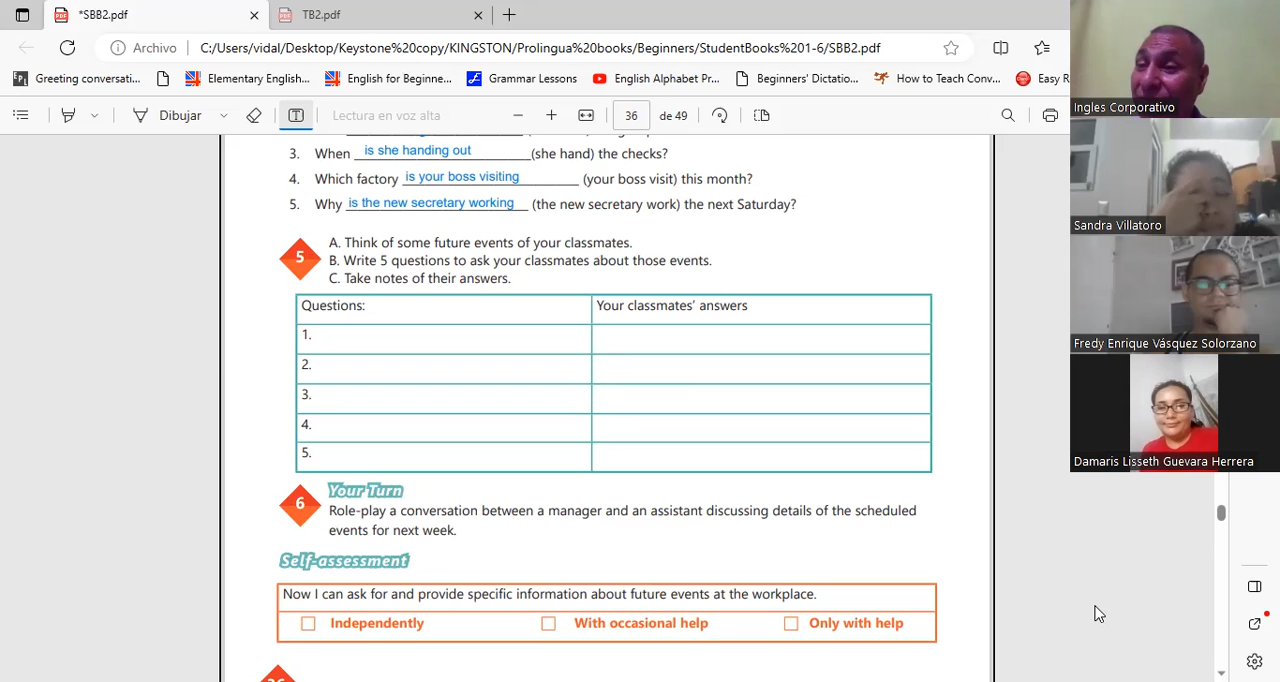 *SBB2.pdf
TB2.pdf
Archivo
C:/Users/vidal/Desktop/Keystone%20copy/KINGSTON/Prolingua%20books/Beginners/StudentBooks%201-6/SBB2.pdf
Greeting conversati...
Elementary English...
English for Beginne...
Grammar Lessons
English Alphabet Pr...
Beginners' Dictatio...
How to Teach Conv...
Easy R
Dibujar
Lectura en voz alta
36
de 49
3. When is she handing out (she hand) the checks?
4. Which factory is your boss visiting (your boss visit) this month?
5. Why is the new secretary working (the new secretary work) the next Saturday?
5
A. Think of some future events of your classmates.
B. Write 5 questions to ask your classmates about those events.
C. Take notes of their answers.
Questions:
Your classmates' answers
1.
2.
3.
4.
5.
6
Your Turn
Role-play a conversation between a manager and an assistant discussing details of the scheduled
events for next week.
Self-assessment
Now I can ask for and provide specific information about future events at the workplace.
Independently
With occasional help
Only with help
Ingles Corporativo
Sandra Villatoro
Fredy Enrique Vásquez Solorzano
Damaris Lisseth Guevara Herrera